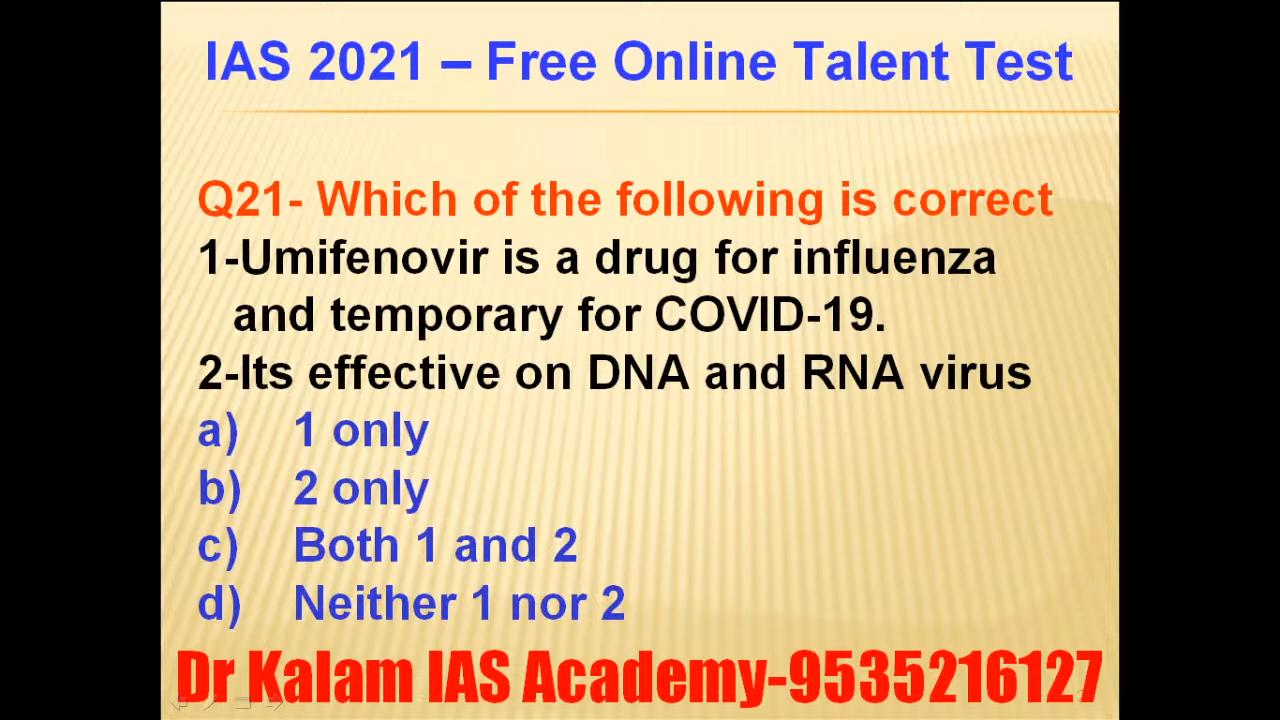 IAS 2021 – Free Online Talent Test
Q21- Which of the following is correct
1-Umifenovir is a drug for influenza
and temporary for COVID-19.
2-Its effective on DNA and RNA virus
a) 1 only
b) 2 only
c) Both 1 and 2
d) Neither 1 nor 2
Dr Kalam IAS Academy-9535216127